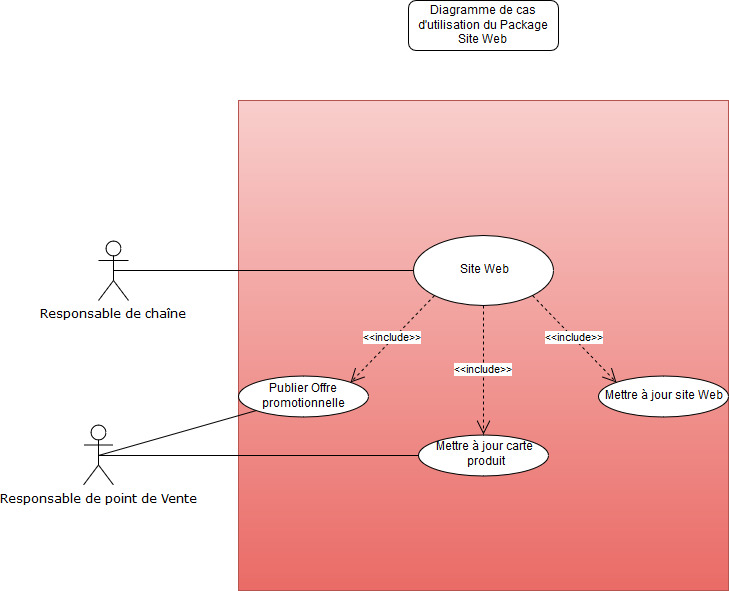 Diagramme de cas
d'utilisation du Package
Site Web
Site Web
Responsable de chaîne
<<include>>
<<include>>
<<include>>
Publier Offre
promotionnelle
Mettre à jour site Web
Mettre à jour carte
produit
Responsable de point de Vente